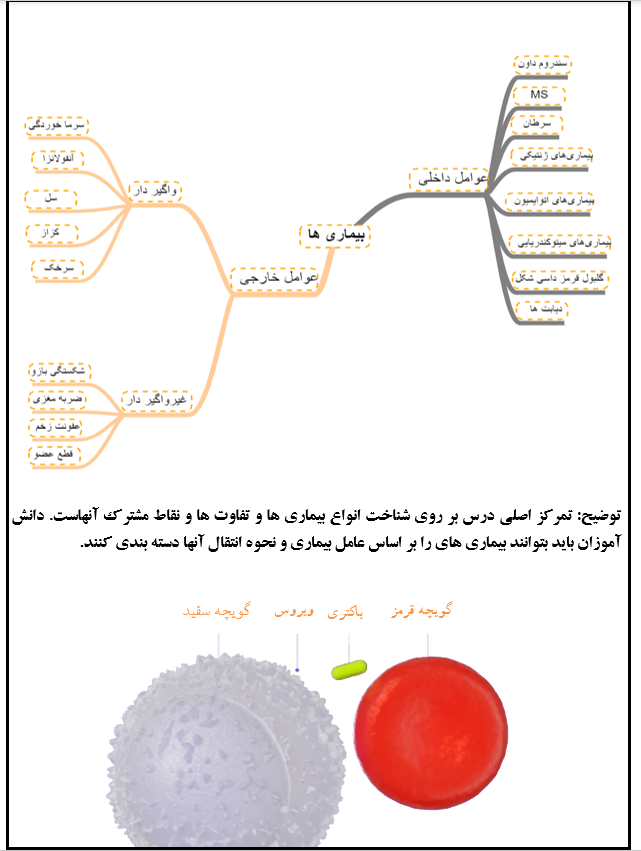 بیماری ها
عوامل داخلی
سندروم داون
MS
سرطان
بیماری‌های ژنتیکی
بیماری‌های اتوایمیون
بیماری‌های میتوکندریایی
گلبول قرمز داسی شکل
دیابت ها
عوامل خارجی
واگیر دار
سرما خوردگی
آنفولانزا
سل
کزاز
سرخک
غیرواگیر دار
شکستگی بازو
ضربه مغزی
عفونت زخم
قطع عضو
توضیح: تمرکز اصلی درس بر روی شناخت انواع بیماری ها و تفاوت ها و نقاط مشترک آنهاست. دانش
آموزان باید بتوانند بیماری های را بر اساس عامل بیماری و نحوه انتقال آنها دسته بندی کنند.
گویچه قرمز باکتری ویروس گویچه سفید